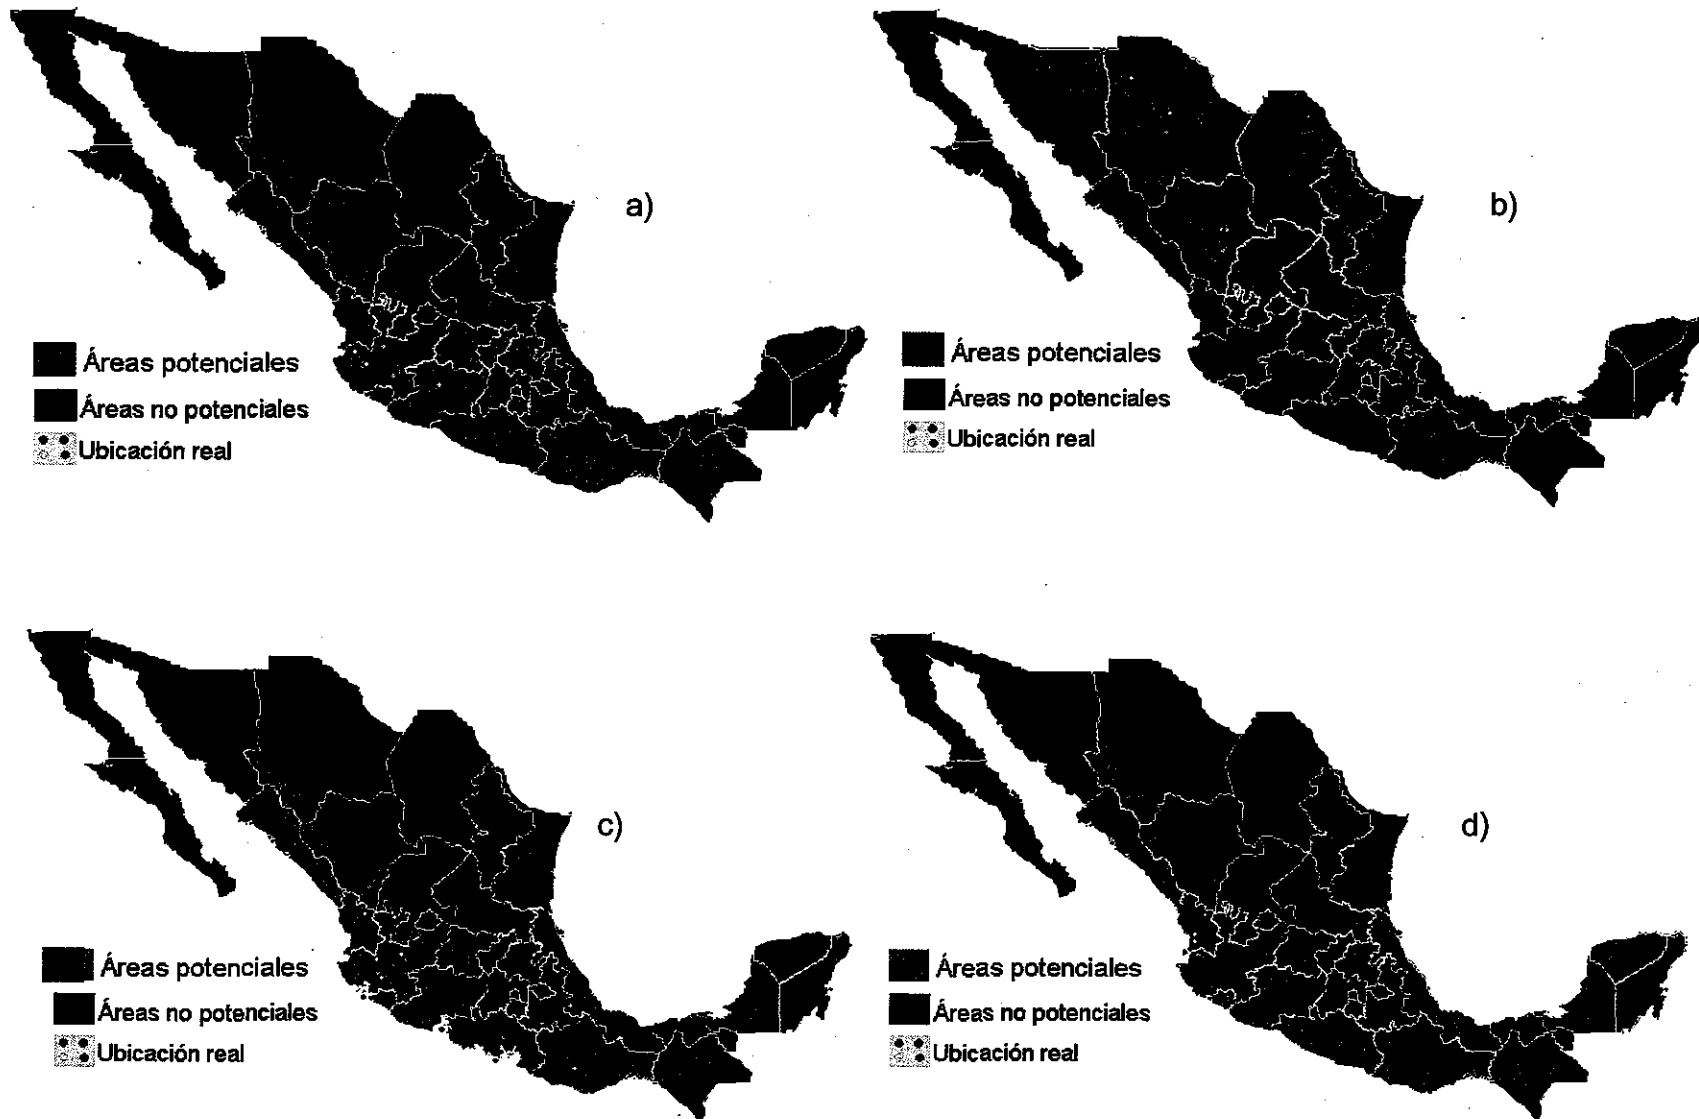 a)
Áreas potenciales
Áreas no potenciales
Ubicación real
b)
Áreas potenciales
Áreas no potenciales
Ubicación real
c)
Áreas potenciales
Áreas no potenciales
Ubicación real
d)
Áreas potenciales
Áreas no potenciales
Ubicación real